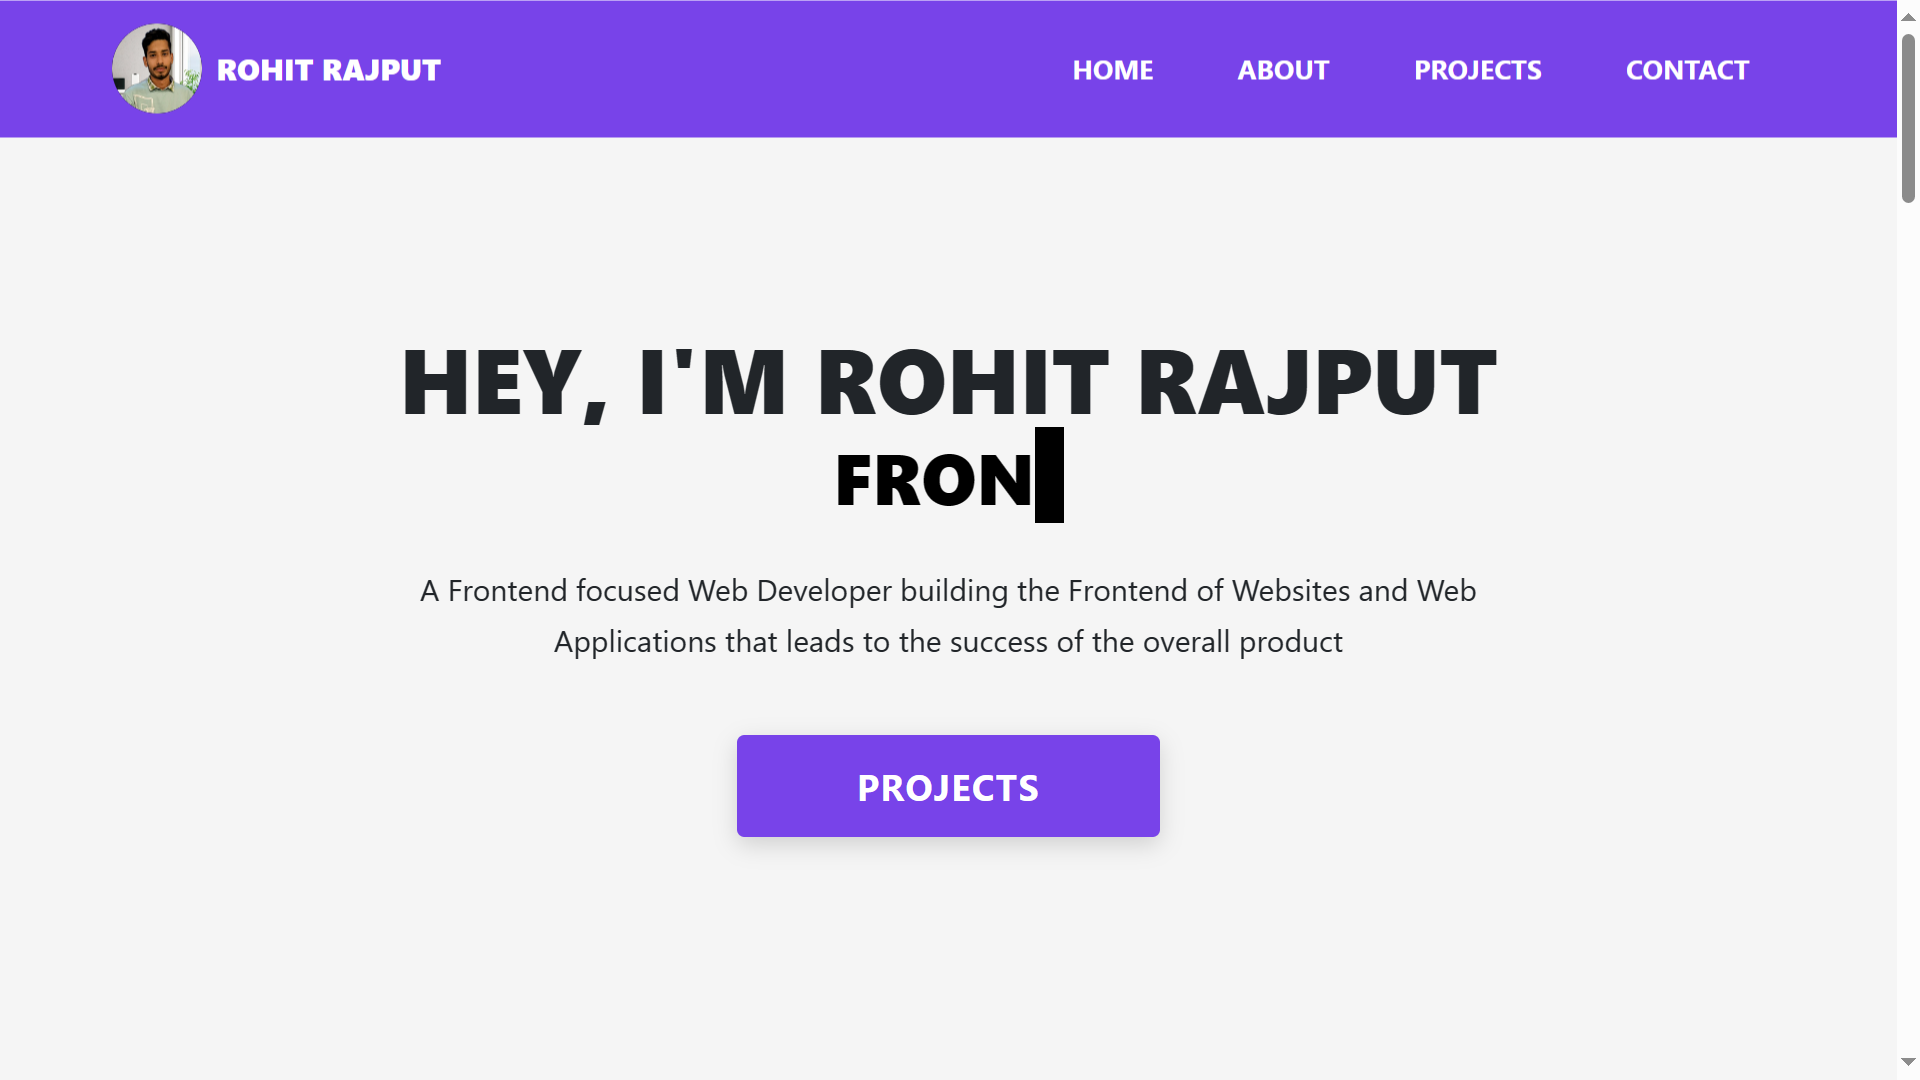 ROHIT RAJPUT
HOME ABOUT PROJECTS CONTACT
HEY, I'M ROHIT RAJPUT
FRON
A Frontend focused Web Developer building the Frontend of Websites and Web
Applications that leads to the success of the overall product
PROJECTS